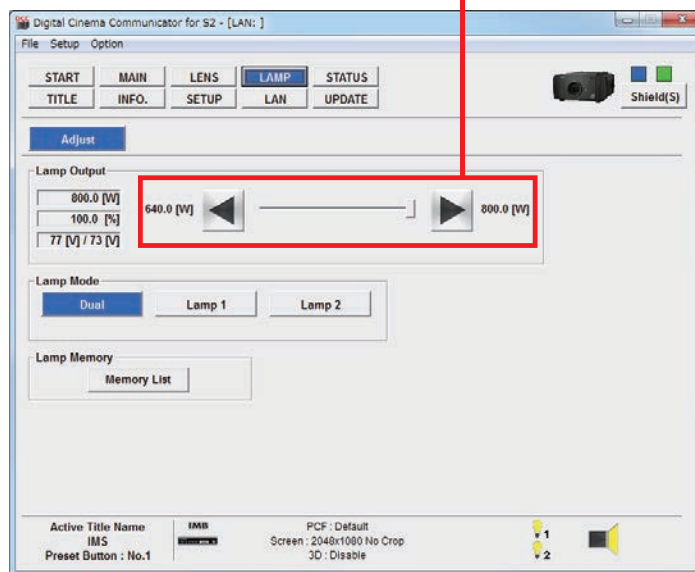 Digital Cinema Communicator for S2 - [LAN: ]
File Setup Option
START MAIN LENS LAMP STATUS
TITLE INFO. SETUP LAN UPDATE
Shield(S)
Adjust
Lamp Output
800.0 [W]
100.0 [%]
77 [V] / 73 [V]
640.0 [W]
800.0 [W]
Lamp Mode
Dual Lamp 1 Lamp 2
Lamp Memory
Memory List
Active Title Name
IMS
Preset Button : No.1
IMB
PCF : Default
Screen : 2048x1080 No Crop
3D : Disable
1
2